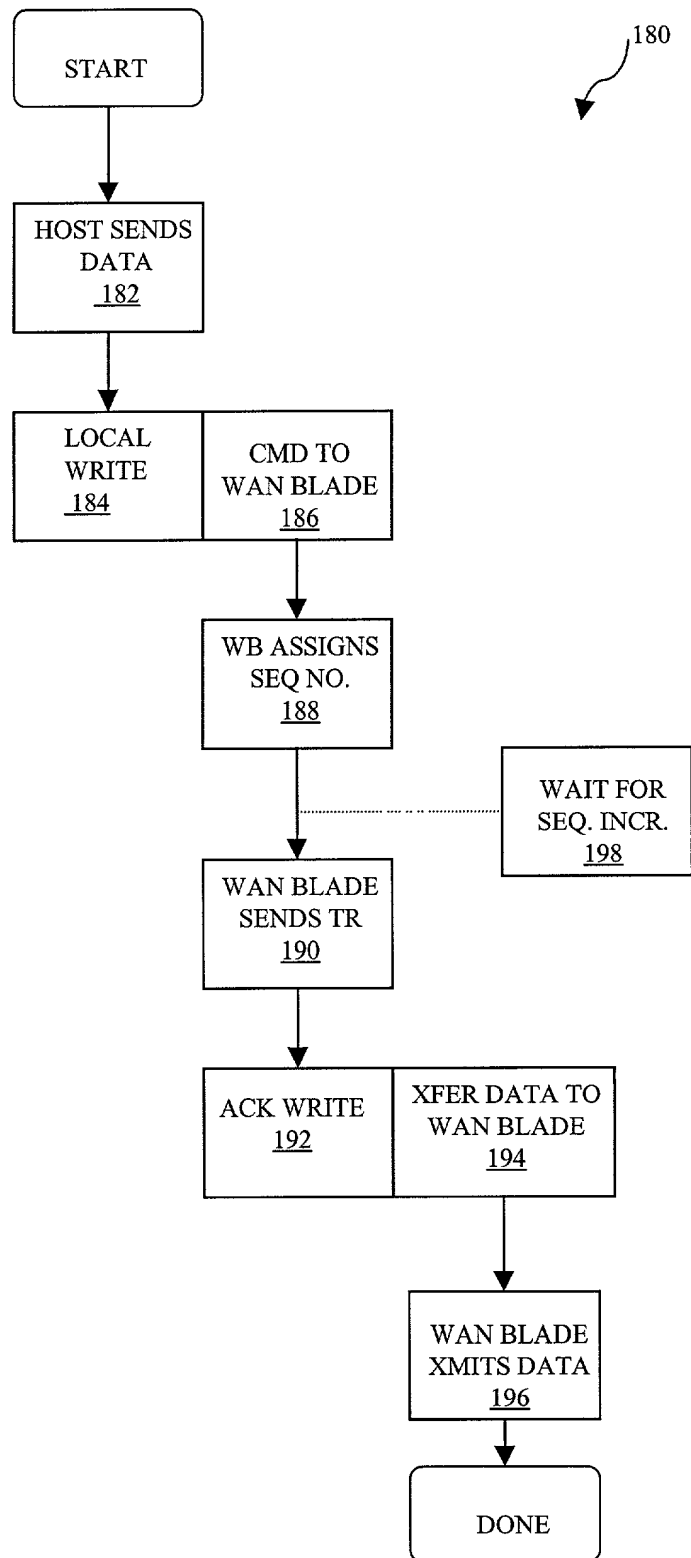 180
START
HOST SENDS
DATA
182
LOCAL
WRITE
184
CMD TO
WAN BLADE
186
WB ASSIGNS
SEQ NO.
188
WAIT FOR
SEQ. INCR.
198
WAN BLADE
SENDS TR
190
ACK WRITE
192
XFER DATA TO
WAN BLADE
194
WAN BLADE
XMITS DATA
196
DONE